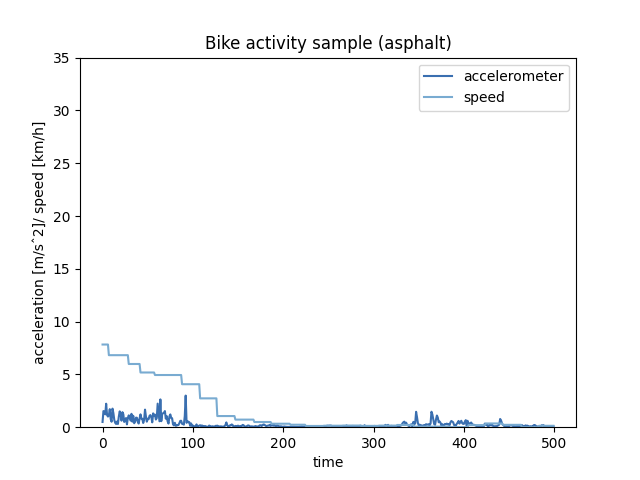 Bike activity sample (asphalt)
accelerometer
speed
35
30
25
20
15
10
5
0
acceleration [m/sˆ2]/ speed [km/h]
0 100 200 300 400 500
time